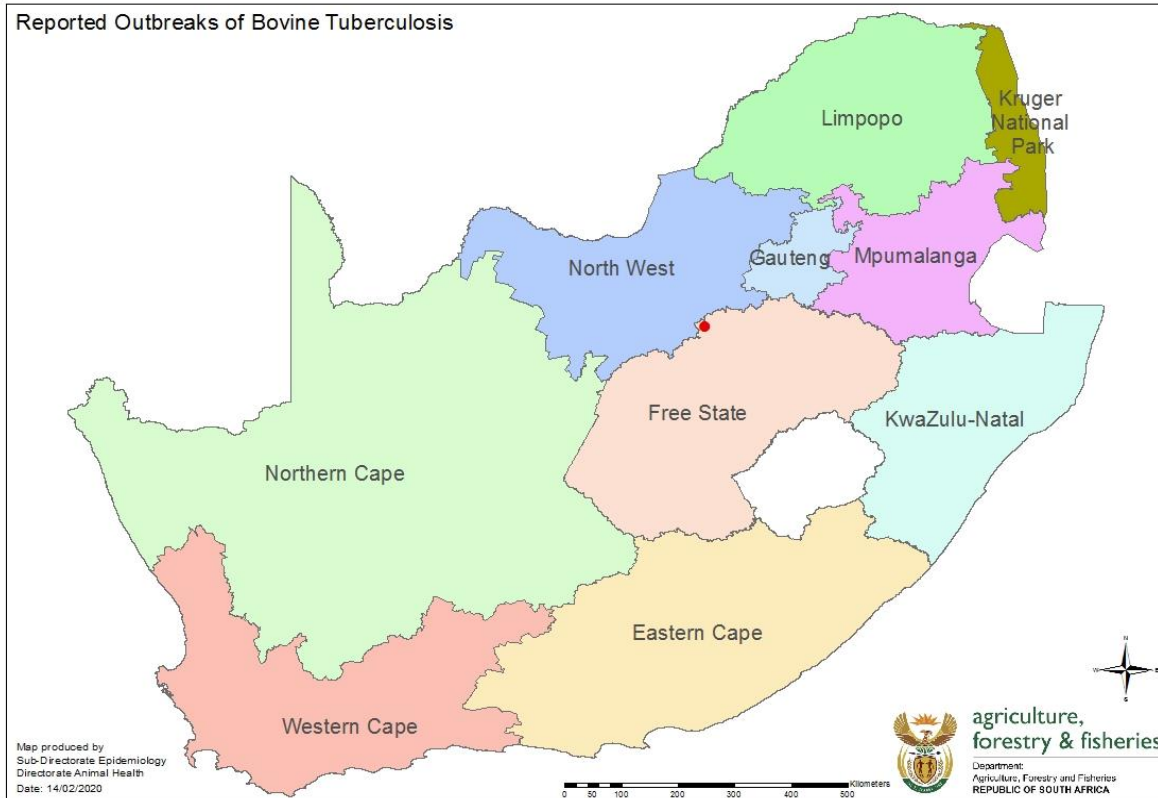 Reported Outbreaks of Bovine Tuberculosis
Limpopo
Kruger
National
Park
North West
Gauteng
Mpumalanga
Free State
KwaZulu-Natal
Northern Cape
Eastern Cape
Western Cape
N
W
E
S
Map produced by
Sub-Directorate Epidemiology
Directorate Animal Health
Date: 14/02/2020
Kilometers
0 50 100 200 300 400 500
agriculture,
forestry & fisheries
Department:
Agriculture, Forestry and Fisheries
REPUBLIC OF SOUTH AFRICA